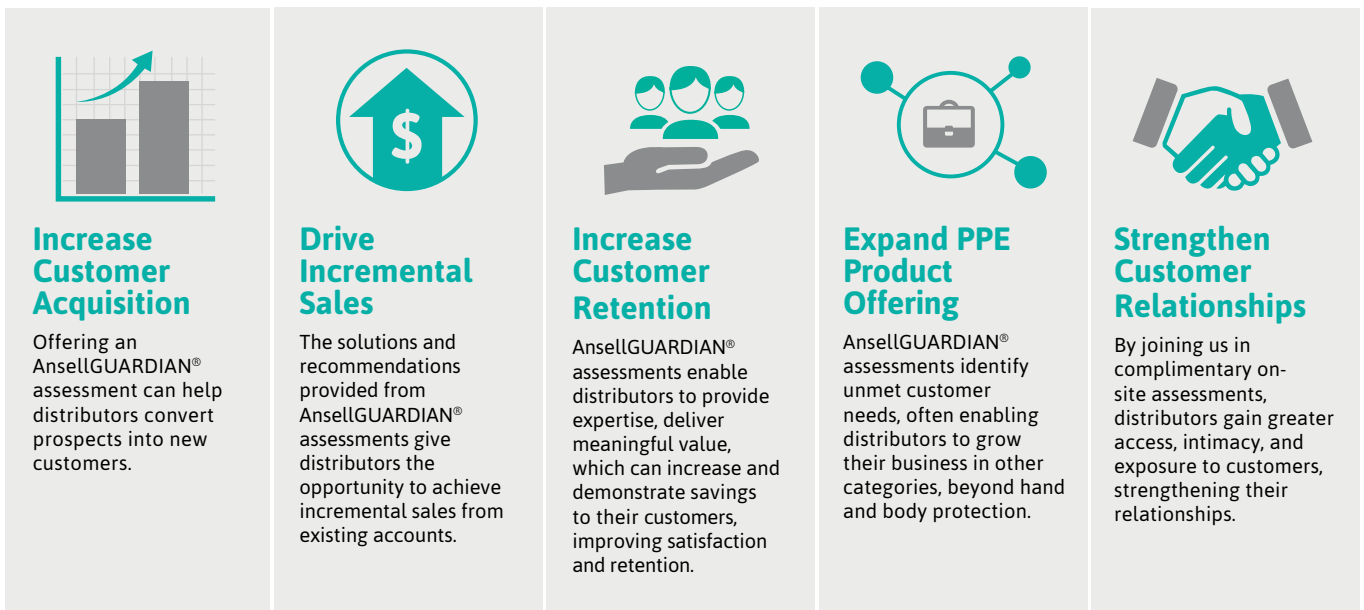 $
Increase
Customer
Acquisition
Offering an
AnsellGUARDIAN®
assessment can help
distributors convert
prospects into new
customers.
Drive
Incremental
Sales
The solutions and
recommendations
provided from
AnsellGUARDIAN®
assessments give
distributors the
opportunity to achieve
incremental sales from
existing accounts.
Increase
Customer
Retention
AnsellGUARDIAN®
assessments enable
distributors to provide
expertise, deliver
meaningful value,
which can increase and
demonstrate savings
to their customers,
improving satisfaction
and retention.
Expand PPE
Product
Offering
AnsellGUARDIAN®
assessments identify
unmet customer
needs, often enabling
distributors to grow
their business in other
categories, beyond hand
and body protection.
Strengthen
Customer
Relationships
By joining us in
complimentary on-
site assessments,
distributors gain greater
access, intimacy, and
exposure to customers,
strengthening their
relationships.